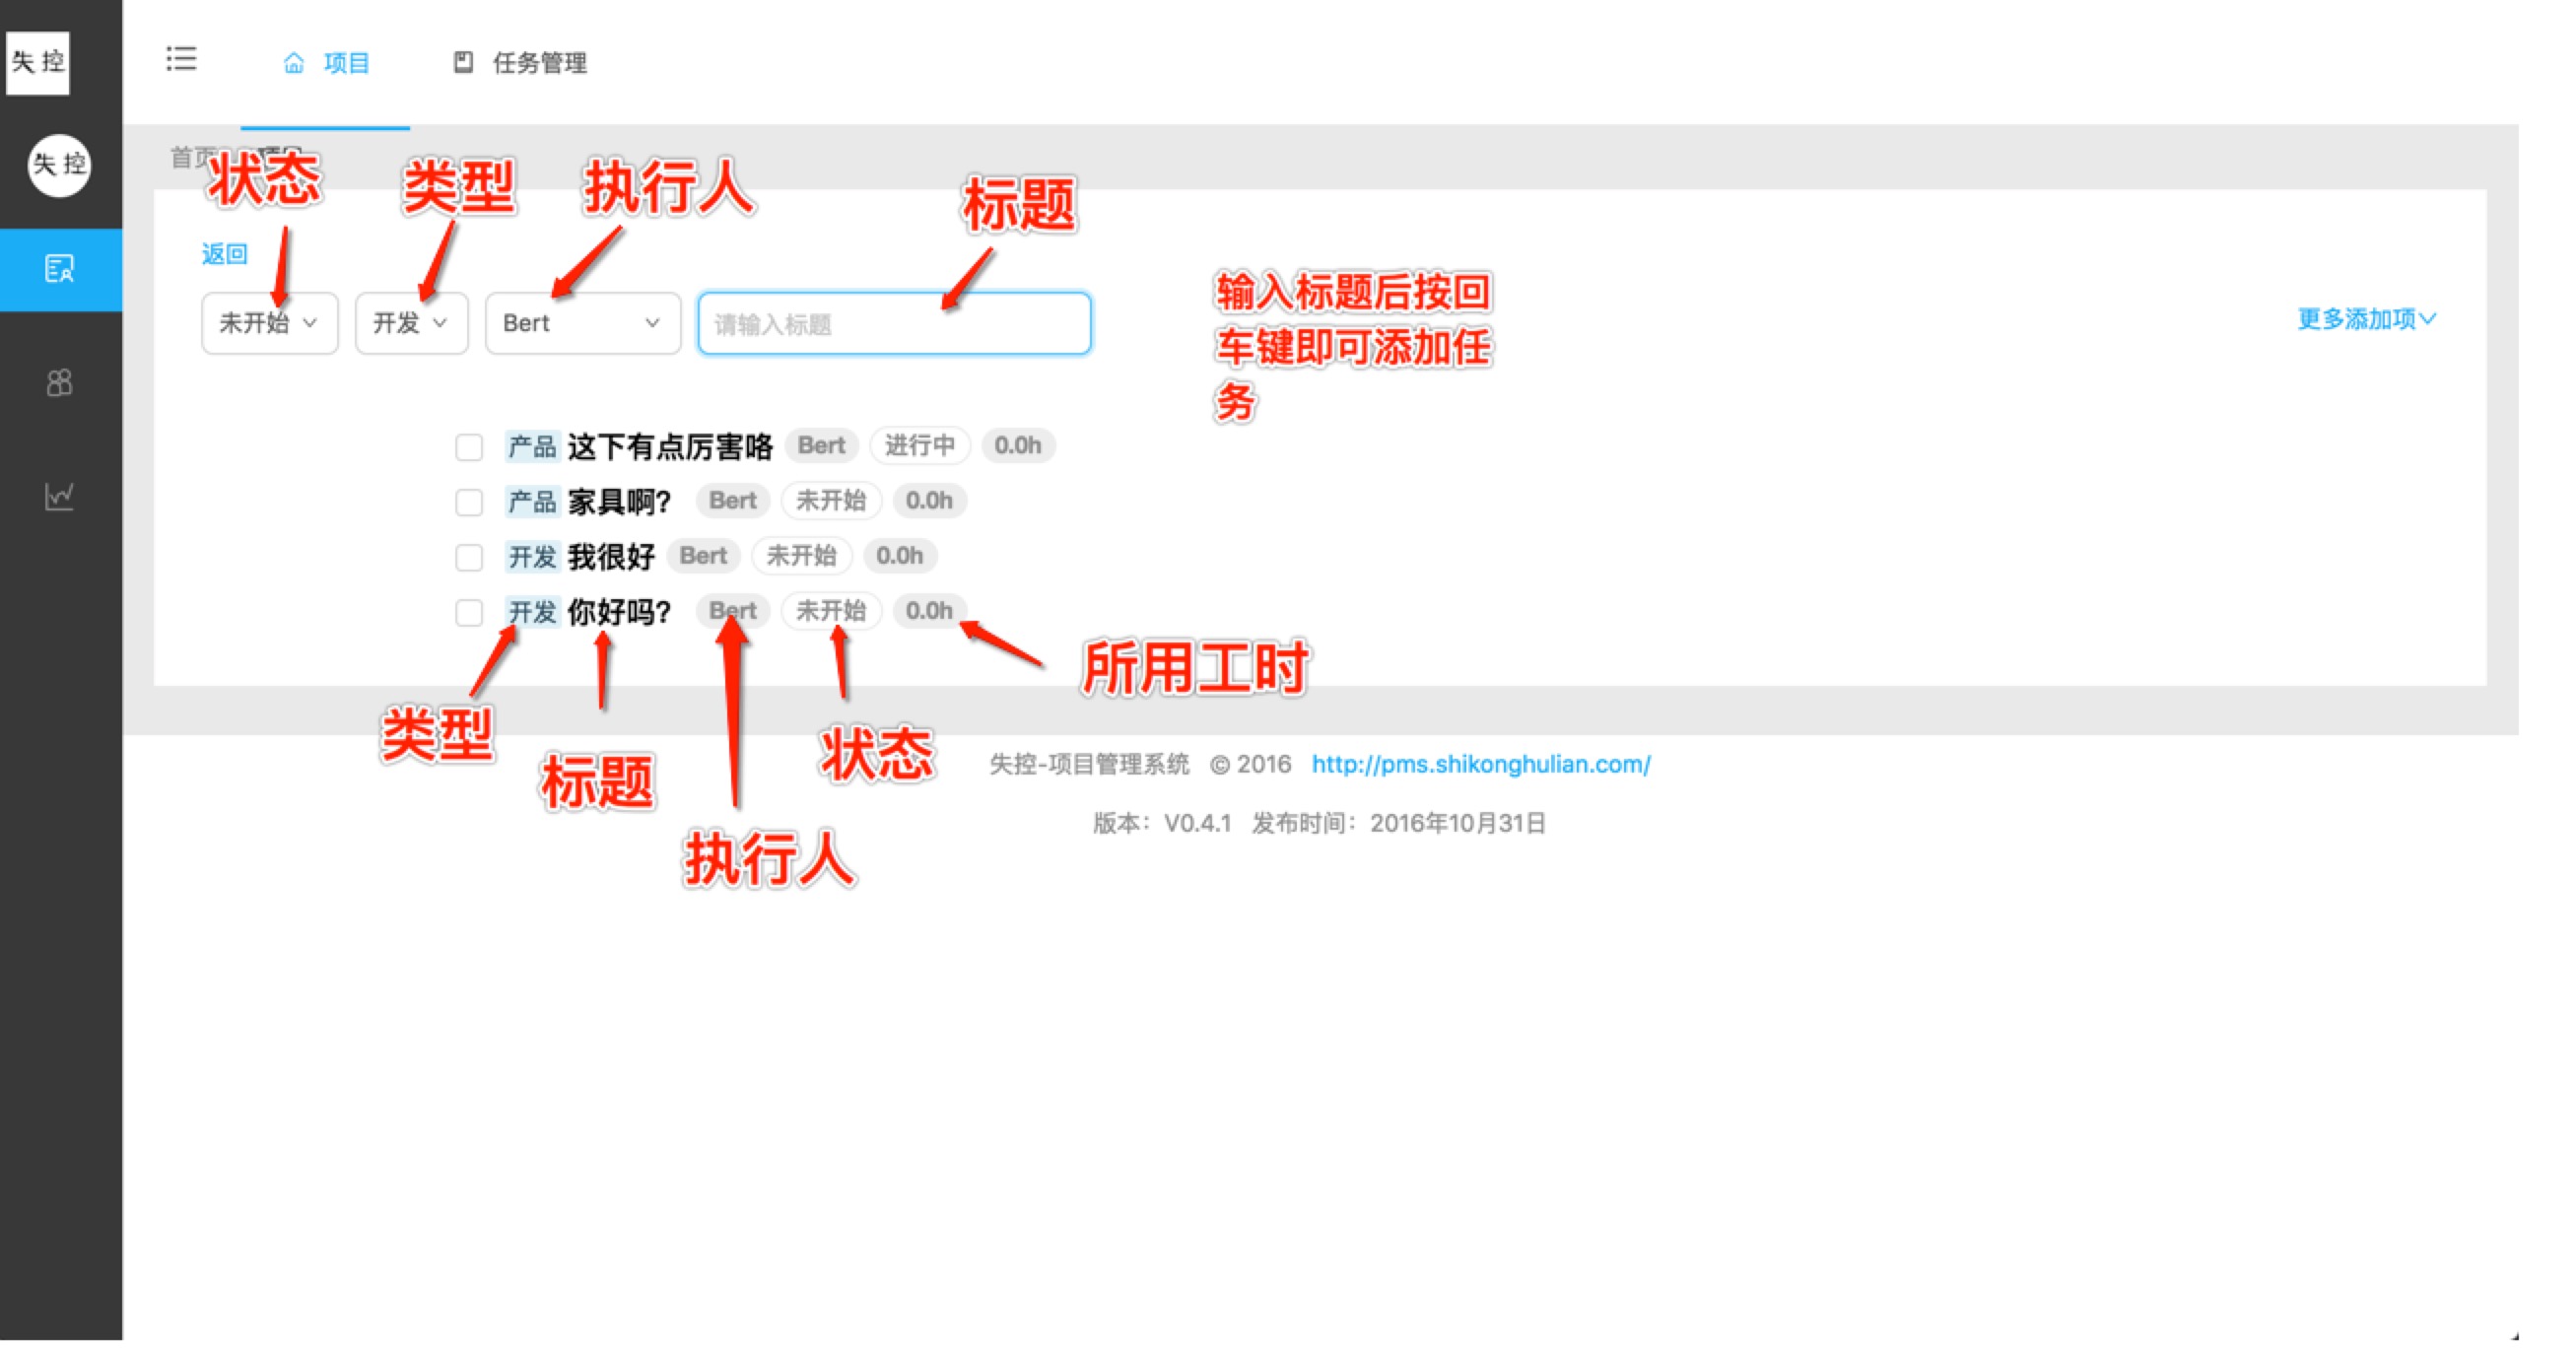 失 控
项目
任务管理
失 控
首页
状态
类型
执行人
标题
返回
未开始
开发
Bert
请输入标题
输入标题后按回
车键即可添加任
务
更多添加项
产品 这下有点厉害咯 Bert 进行中 0.0h
产品 家具啊? Bert 未开始 0.0h
开发 我很好 Bert 未开始 0.0h
开发 你好吗? Bert 未开始 0.0h
所用工时
类型
标题
状态
执行人
失控-项目管理系统 © 2016 http://pms.shikonghulian.com/
版本：V0.4.1 发布时间：2016年10月31日